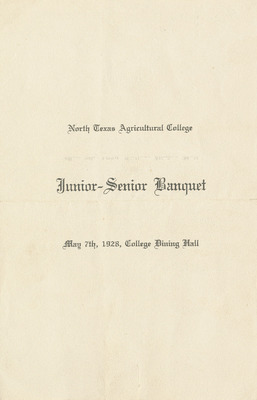 North Texas Agricultural College
Junior-Senior Banquet
May 7th, 1928, College Dining Hall